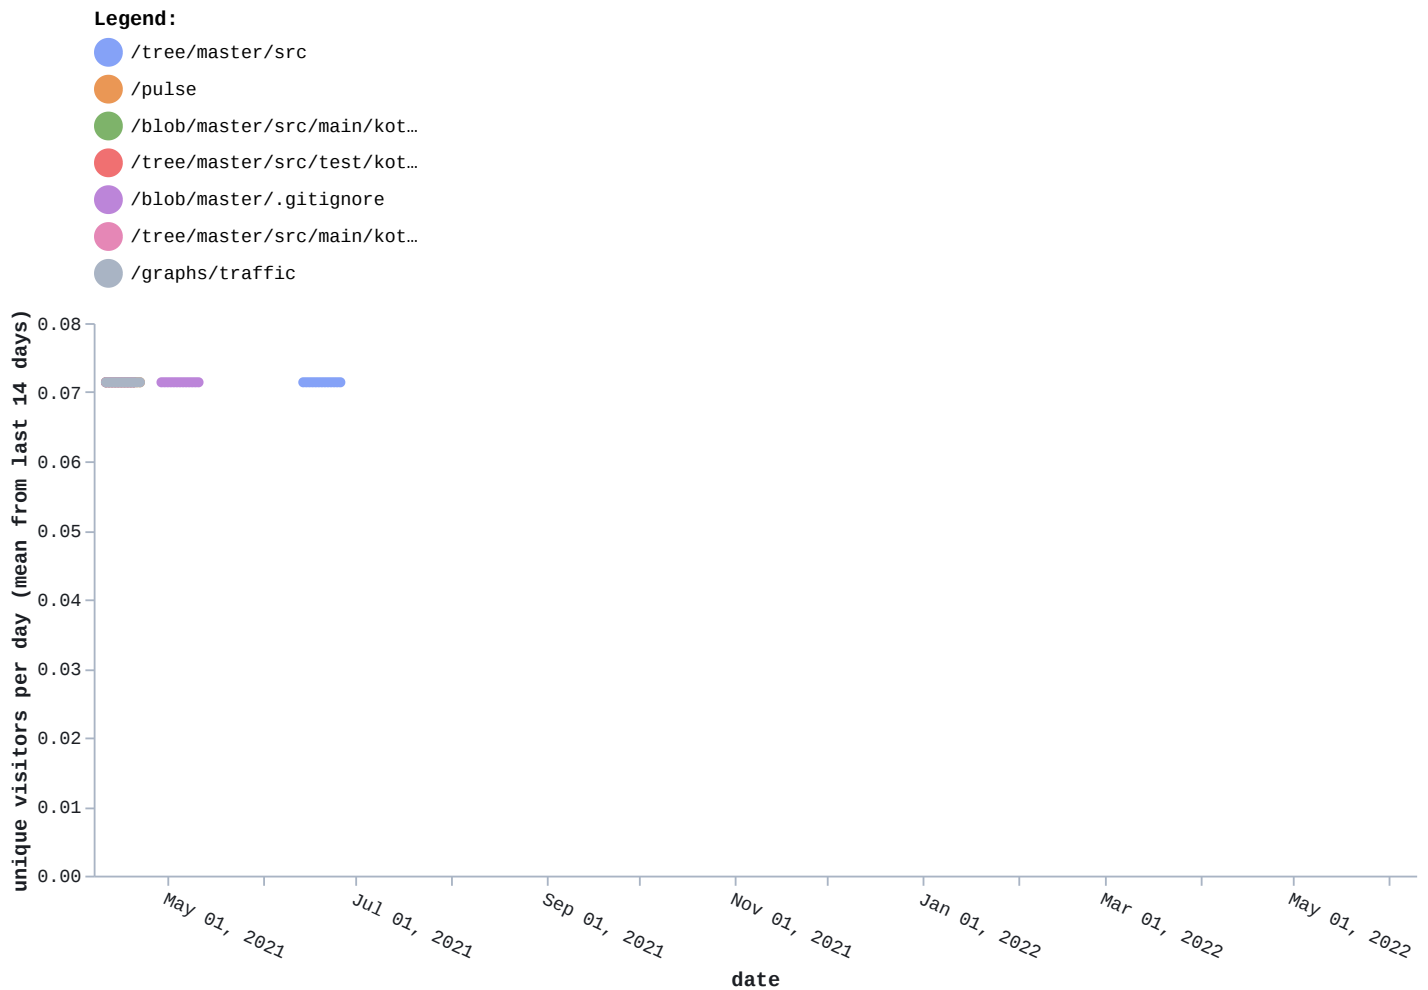 Legend:
/tree/master/src
/pulse
/blob/master/src/main/kot…
/tree/master/src/test/kot…
/blob/master/.gitignore
/tree/master/src/main/kot…
/graphs/traffic
unique visitors per day (mean from last 14 days)
0.08
0.07
0.06
0.05
0.04
0.03
0.02
0.01
0.00
May 01, 2021
Jul 01, 2021
Sep 01, 2021
Nov 01, 2021
Jan 01, 2022
Mar 01, 2022
May 01, 2022
date